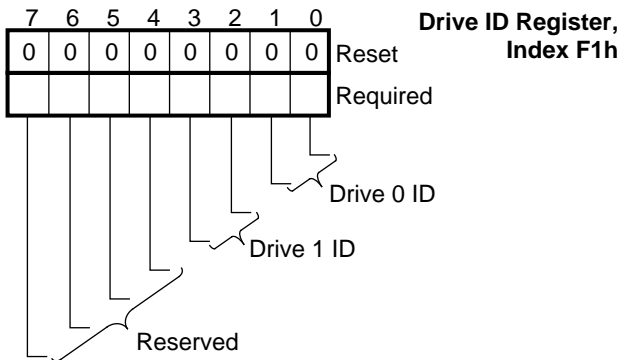 7 6 5 4 3 2 1 0
Drive ID Register,
Index F1h
0 0 0 0 0 0 0 0 Reset
Required
Drive 0 ID
Drive 1 ID
Reserved